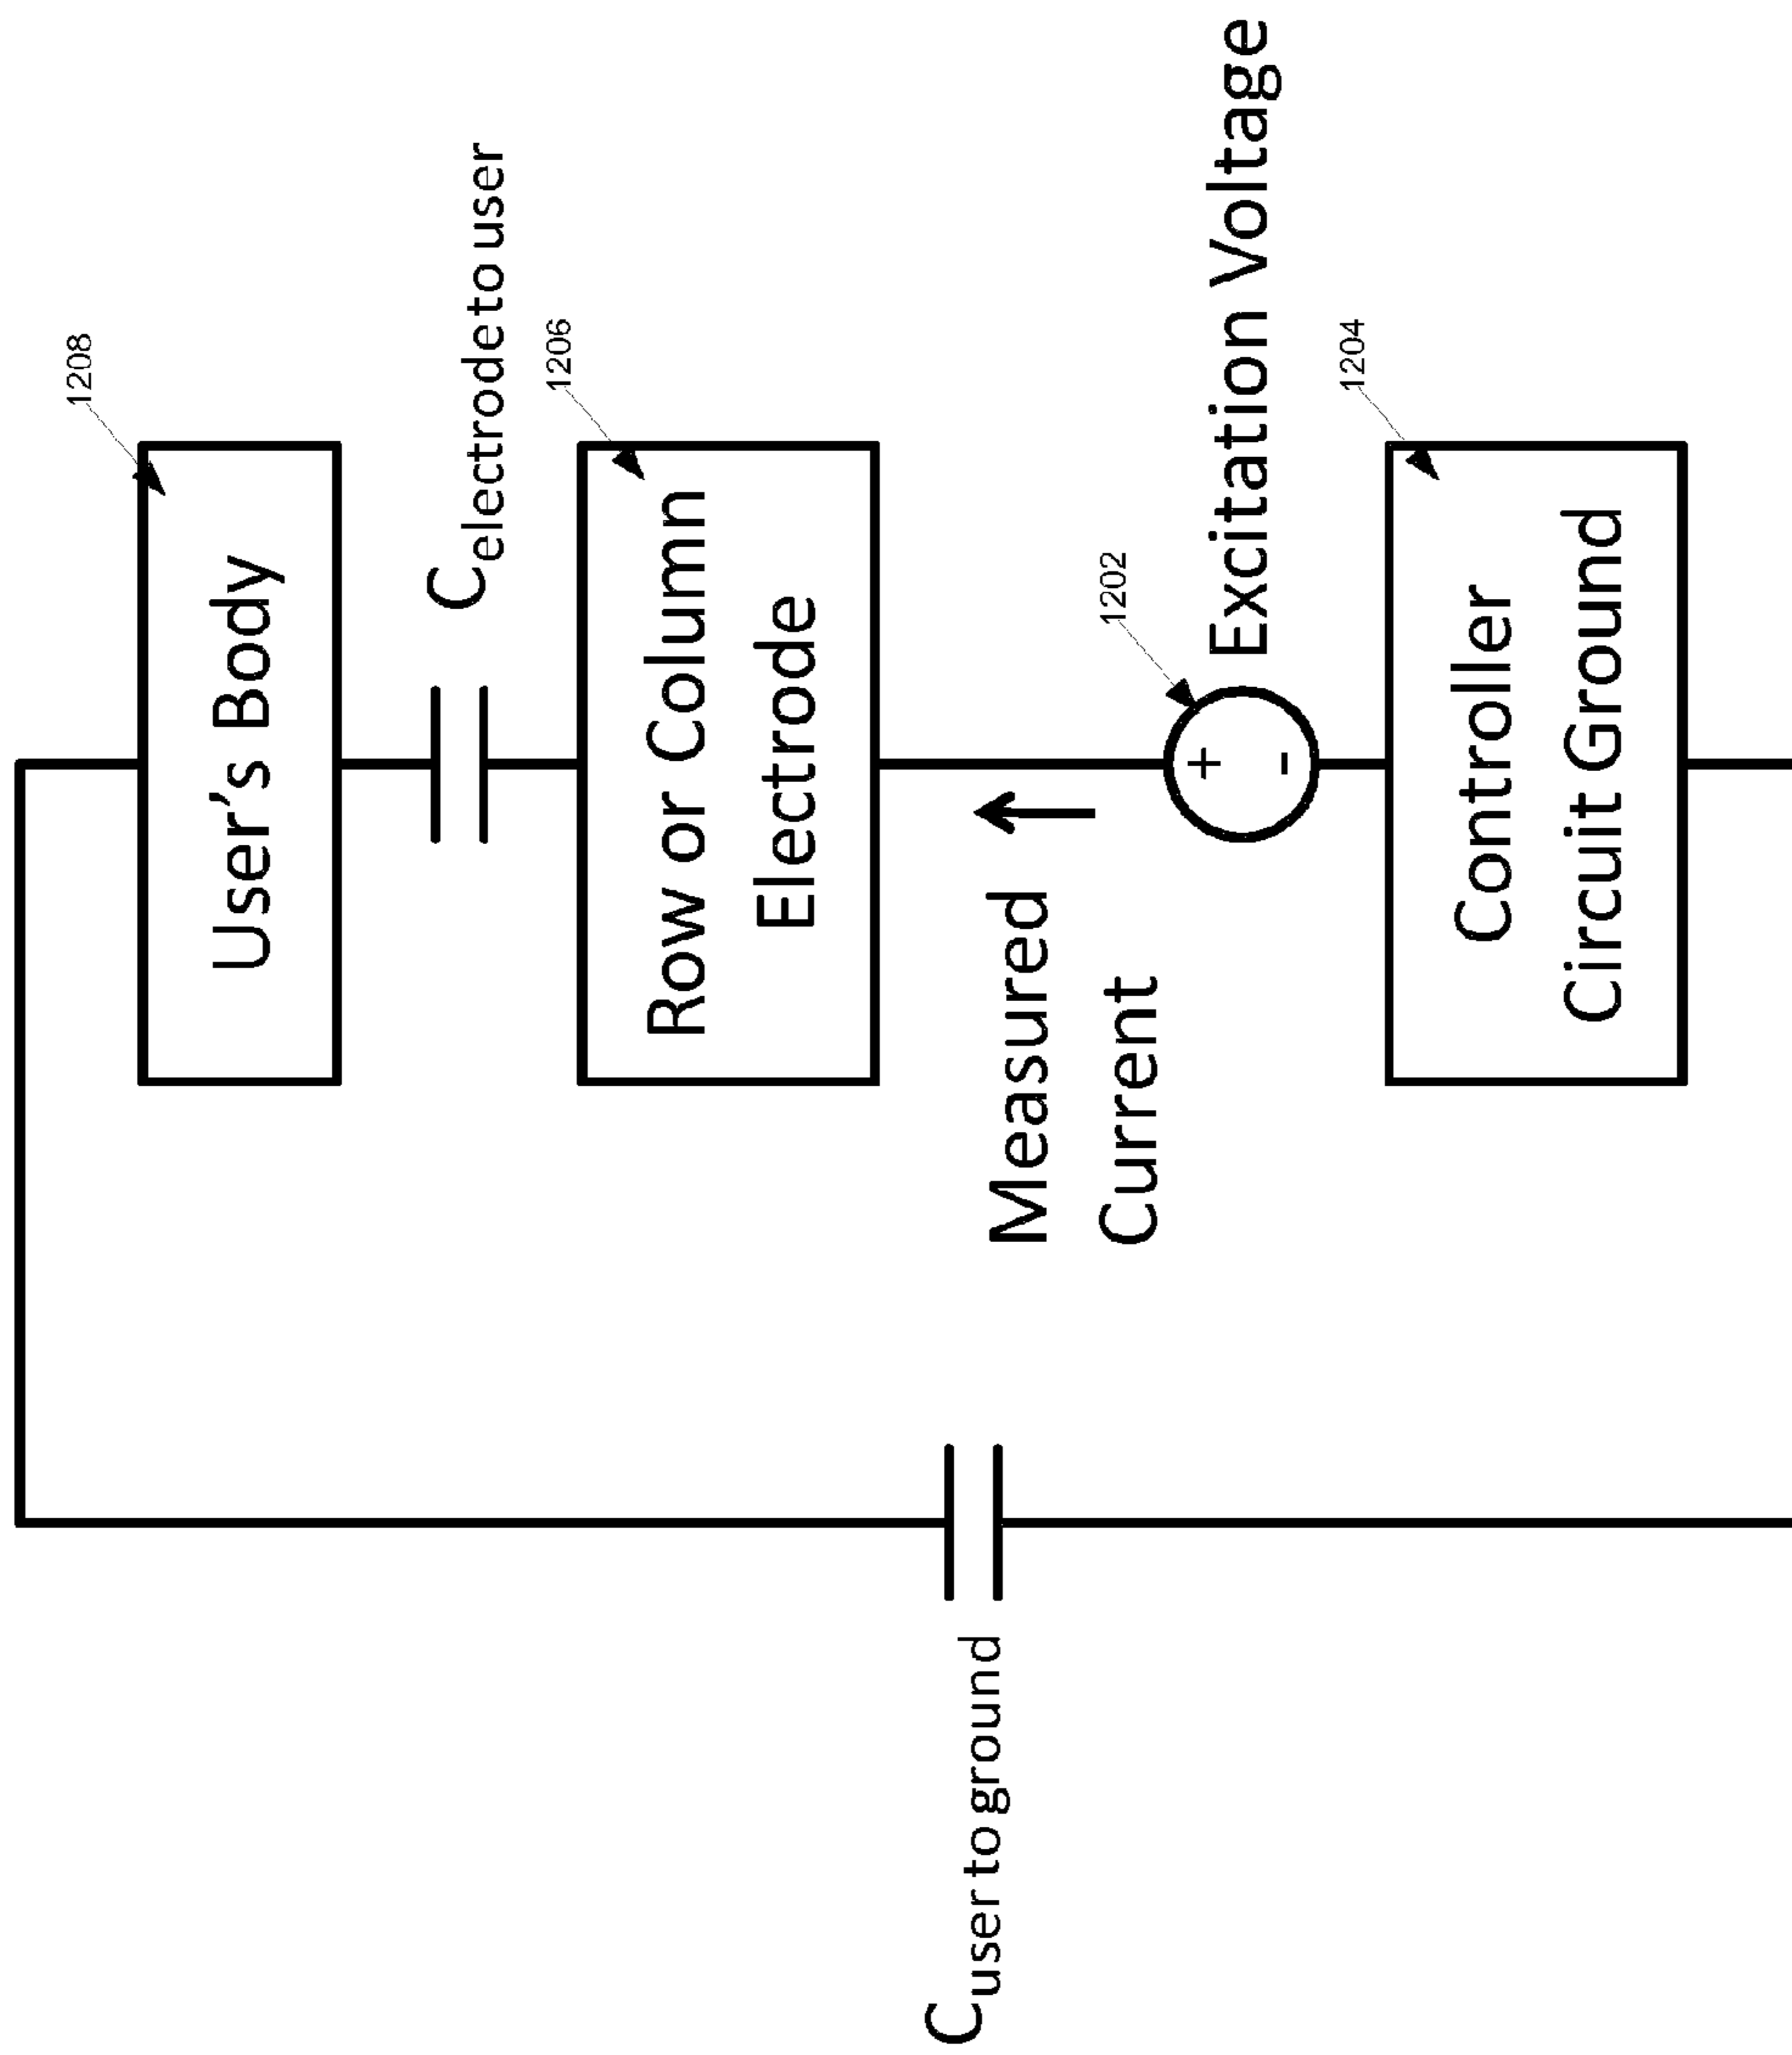 1208
User's Body
Celectrode to user
1206
Row or Column
Electrode
Measured
Current
1202
Excitation Voltage
1204
Controller
Circuit Ground
Cuser to ground
+
-